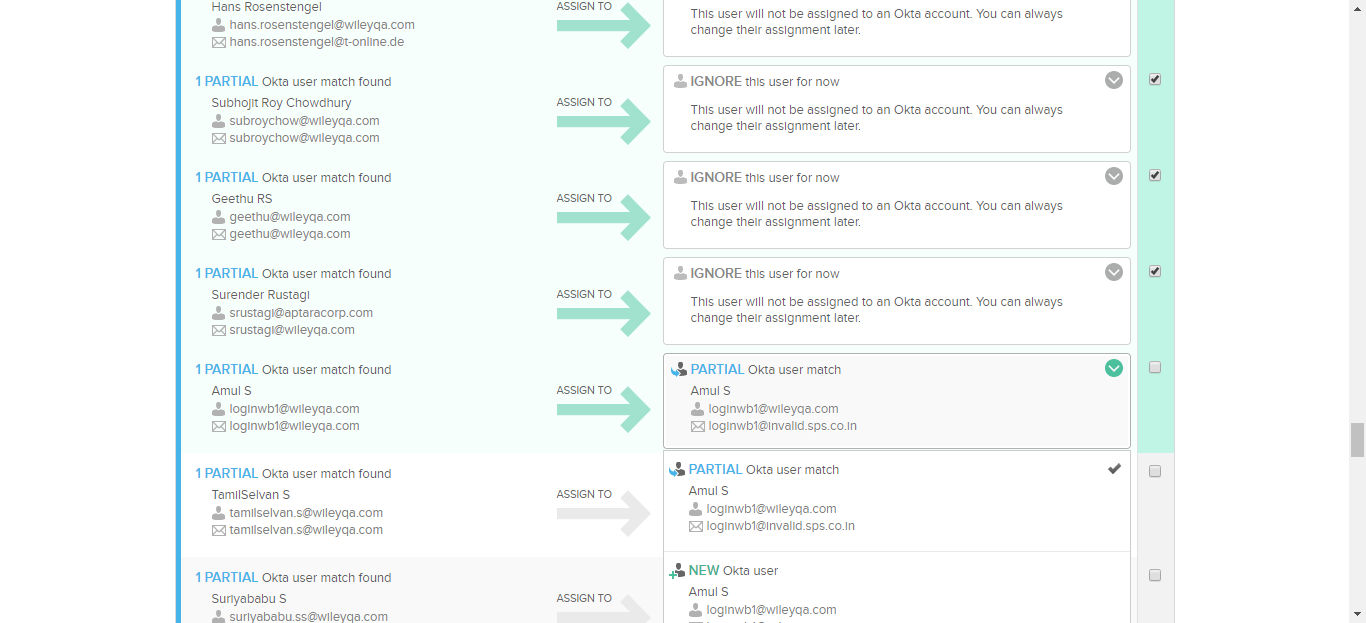 Hans Rosenstengel
hans.rosenstengel@wileyqa.com
hans.rosenstengel@t-online.de
ASSIGN TO
This user will not be assigned to an Okta account. You can always
change their assignment later.
1 PARTIAL Okta user match found
Subhojit Roy Chowdhury
subroychow@wileyqa.com
subroychow@wileyqa.com
ASSIGN TO
IGNORE this user for now
This user will not be assigned to an Okta account. You can always
change their assignment later.
1 PARTIAL Okta user match found
Geethu RS
geethu@wileyqa.com
geethu@wileyqa.com
ASSIGN TO
IGNORE this user for now
This user will not be assigned to an Okta account. You can always
change their assignment later.
1 PARTIAL Okta user match found
Surender Rustagi
srustagi@aptaracorp.com
srustagi@wileyqa.com
ASSIGN TO
IGNORE this user for now
This user will not be assigned to an Okta account. You can always
change their assignment later.
1 PARTIAL Okta user match found
Amul S
loginwb1@wileyqa.com
loginwb1@wileyqa.com
ASSIGN TO
PARTIAL Okta user match
Amul S
loginwb1@wileyqa.com
loginwb1@invalid.sps.co.in
1 PARTIAL Okta user match found
TamilSelvan S
tamilselvan.s@wileyqa.com
tamilselvan.s@wileyqa.com
ASSIGN TO
PARTIAL Okta user match
Amul S
loginwb1@wileyqa.com
loginwb1@invalid.sps.co.in
1 PARTIAL Okta user match found
Suriyababu S
suriyababu.ss@wileyqa.com
ASSIGN TO
NEW Okta user
Amul S
loginwb1@wileyqa.com